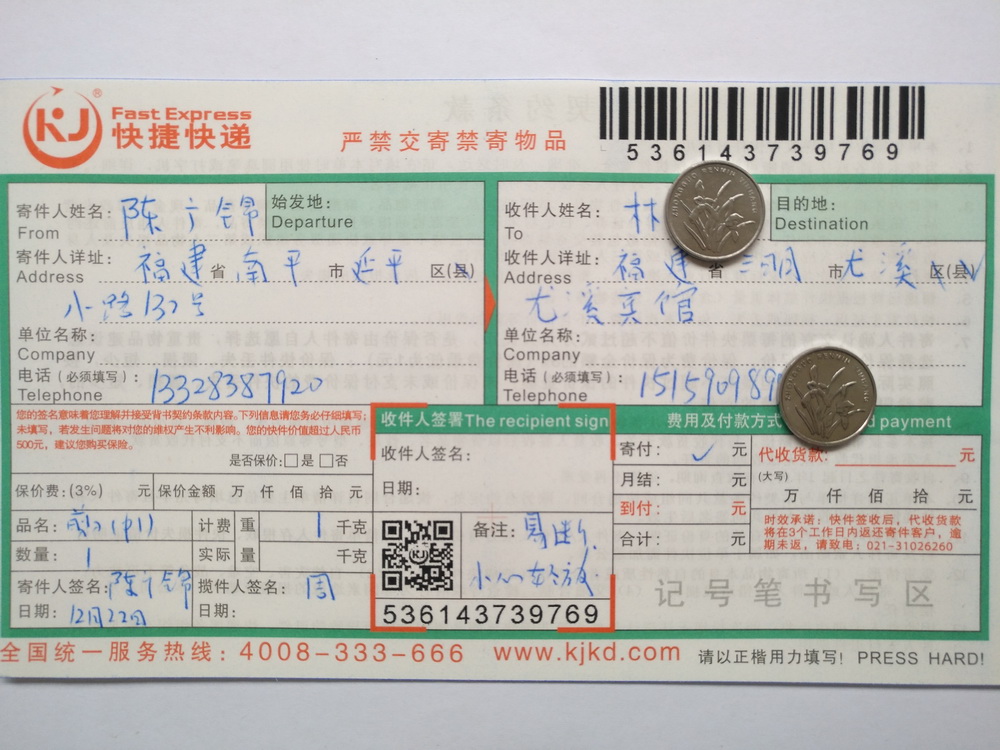 KJ® Fast Express
快捷快递
严禁交寄禁寄物品
536143739769
寄件人姓名: 陈广锦 始发地:
From Departure
寄件人详址: 福建 省 南平 市 延平 区(县)
Address
小路137号
单位名称:
Company
电话(必须填写): 13328387920
Telephone
收件人姓名: 林 目的地:
To Destination
收件人详址: 福建 省 三明 市 尤溪 区(县)
Address
尤溪宾馆
单位名称:
Company
电话(必须填写): 151590989
Telephone
您的签名意味着您理解并接受背书契约条款内容。下列信息请您务必仔细填写;
未填写,若发生问题将对您的维权产生不利影响。您的快件价值超过人民币
500元,建议您购买保险。
是否保价: □是 □否
保价费:(3%) 元 保价金额 万 仟 佰 拾 元
品名: 计费 重 1 千克
数量: 1 实际 量 千克
寄件人签名: 陈广锦 揽件人签名: 周
日期: 12月22日 日期:
收件人签署 The recipient sign
收件人签名:
日期:
KJ
备注: 易断、
小心轻放
536143739769
费用及付款方式 payment
寄付: ✓ 元
月结: 元
到付: 元
合计: 元
代收货款: 元
(大写)
万 仟 佰 拾 元
时效承诺:快件签收后,代收货款
将在3个工作日内返还寄件客户,逾
期未返,请致电:021-31026260
记号笔书写区
全国统一服务热线: 4008-333-666 www.kjkd.com 请以正楷用力填写! PRESS HARD!